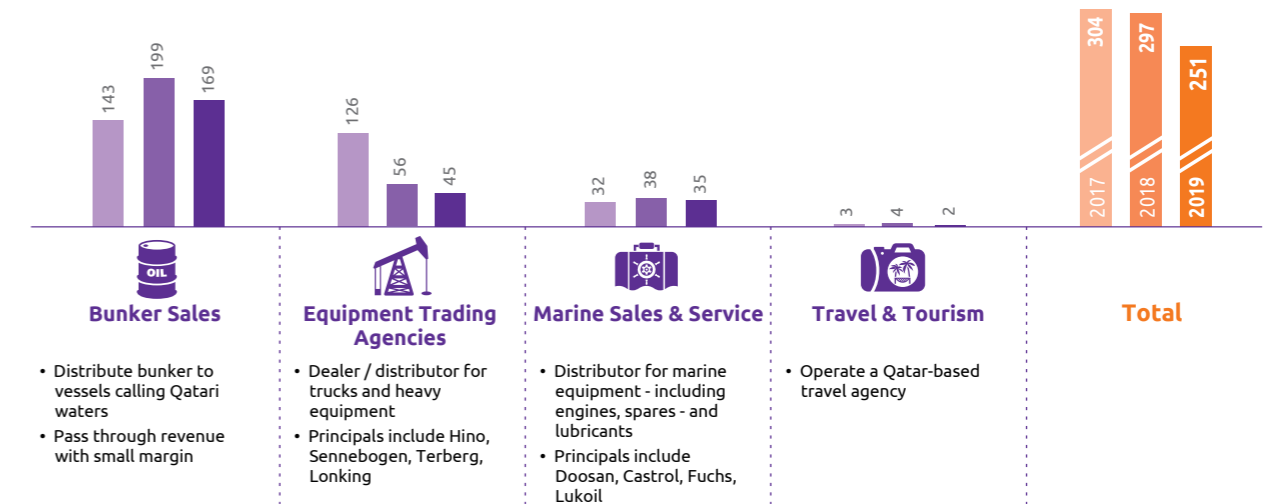 143
199
169
126
56
45
32
38
35
3
4
2
304
297
251
2017
2018
2019
OIL
Bunker Sales
• Distribute bunker to
vessels calling Qatari
waters
• Pass through revenue
with small margin
Equipment Trading
Agencies
• Dealer / distributor for
trucks and heavy
equipment
• Principals include Hino,
Sennebogen, Terberg,
Lonking
Marine Sales & Service
• Distributor for marine
equipment - including
engines, spares - and
lubricants
• Principals include
Doosan, Castrol, Fuchs,
Lukoil
Travel & Tourism
• Operate a Qatar-based
travel agency
Total